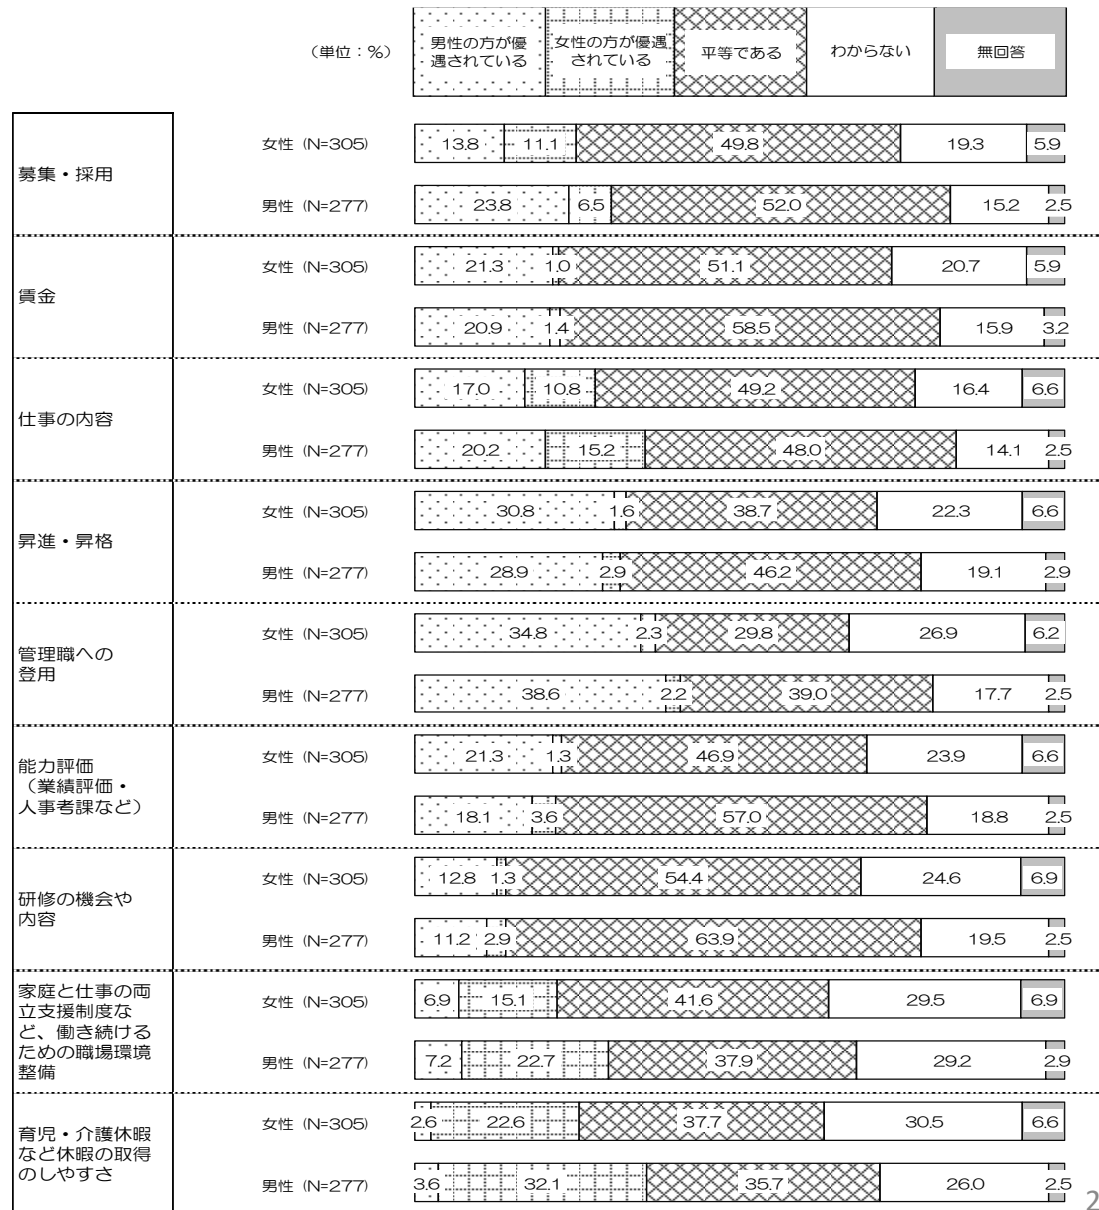 （単位：%）
男性の方が優
遇されている
女性の方が優遇
されている
平等である
わからない
無回答
募集・採用
女性 (N=305)
13.8 11.1 49.8 19.3 5.9
男性 (N=277)
23.8 6.5 52.0 15.2 2.5
賃金
女性 (N=305)
21.3 1.0 51.1 20.7 5.9
男性 (N=277)
20.9 1.4 58.5 15.9 3.2
仕事の内容
女性 (N=305)
17.0 10.8 49.2 16.4 6.6
男性 (N=277)
20.2 15.2 48.0 14.1 2.5
昇進・昇格
女性 (N=305)
30.8 1.6 38.7 22.3 6.6
男性 (N=277)
28.9 2.9 46.2 19.1 2.9
管理職への
登用
女性 (N=305)
34.8 2.3 29.8 26.9 6.2
男性 (N=277)
38.6 2.2 39.0 17.7 2.5
能力評価
（業績評価・
人事考課など）
女性 (N=305)
21.3 1.3 46.9 23.9 6.6
男性 (N=277)
18.1 3.6 57.0 18.8 2.5
研修の機会や
内容
女性 (N=305)
12.8 1.3 54.4 24.6 6.9
男性 (N=277)
11.2 2.9 63.9 19.5 2.5
家庭と仕事の両
立支援制度な
ど、働き続ける
ための職場環境
整備
女性 (N=305)
6.9 15.1 41.6 29.5 6.9
男性 (N=277)
7.2 22.7 37.9 29.2 2.9
育児・介護休暇
など休暇の取得
のしやすさ
女性 (N=305)
2.6 22.6 37.7 30.5 6.6
男性 (N=277)
3.6 32.1 35.7 26.0 2.5
2